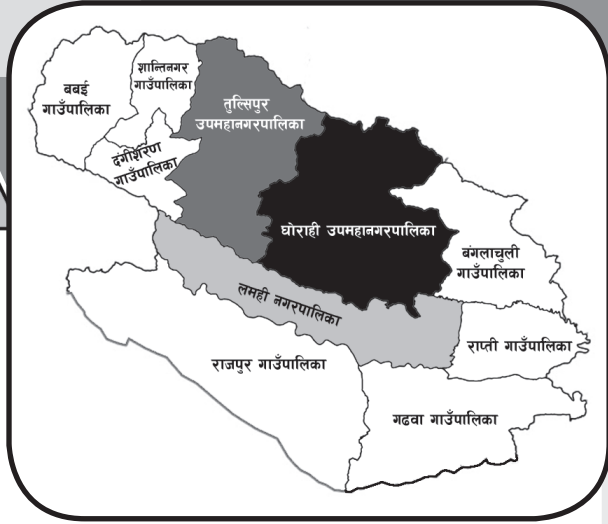 शान्तिनगर
गाउँपालिका
बबई
गाउँपालिका
तुल्सिपुर
उपमहानगरपालिका
दंगीशरण
गाउँपालिका
घोराही उपमहानगरपालिका
बंगलाचुली
गाउँपालिका
लमही नगरपालिका
राप्ती गाउँपालिका
राजपुर गाउँपालिका
गढवा गाउँपालिका